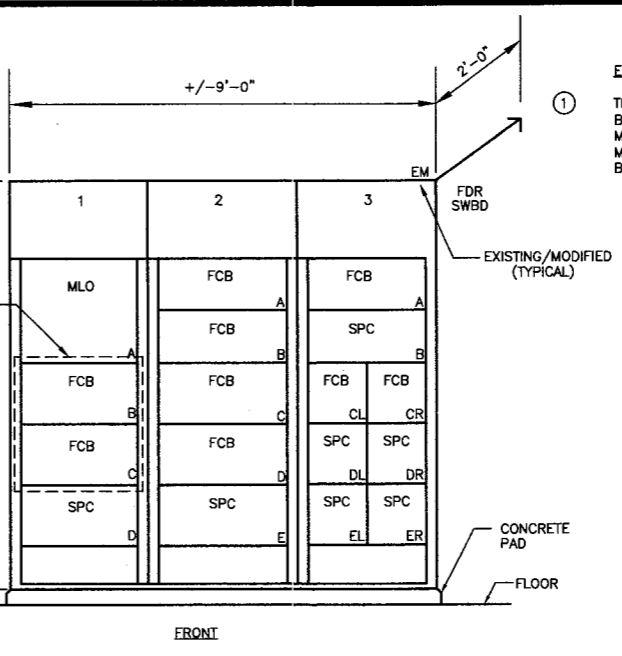 +/-9'-0"
2'-0"
1
EM
FDR
SWBD
EXISTING/MODIFIED
(TYPICAL)
1
2
3
MLO
A
FCB
B
FCB
C
SPC
D
FCB
A
FCB
B
FCB
C
FCB
D
SPC
E
FCB
A
SPC
B
FCB
CL
FCB
CR
SPC
DL
SPC
DR
SPC
EL
SPC
ER
CONCRETE
PAD
FLOOR
FRONT